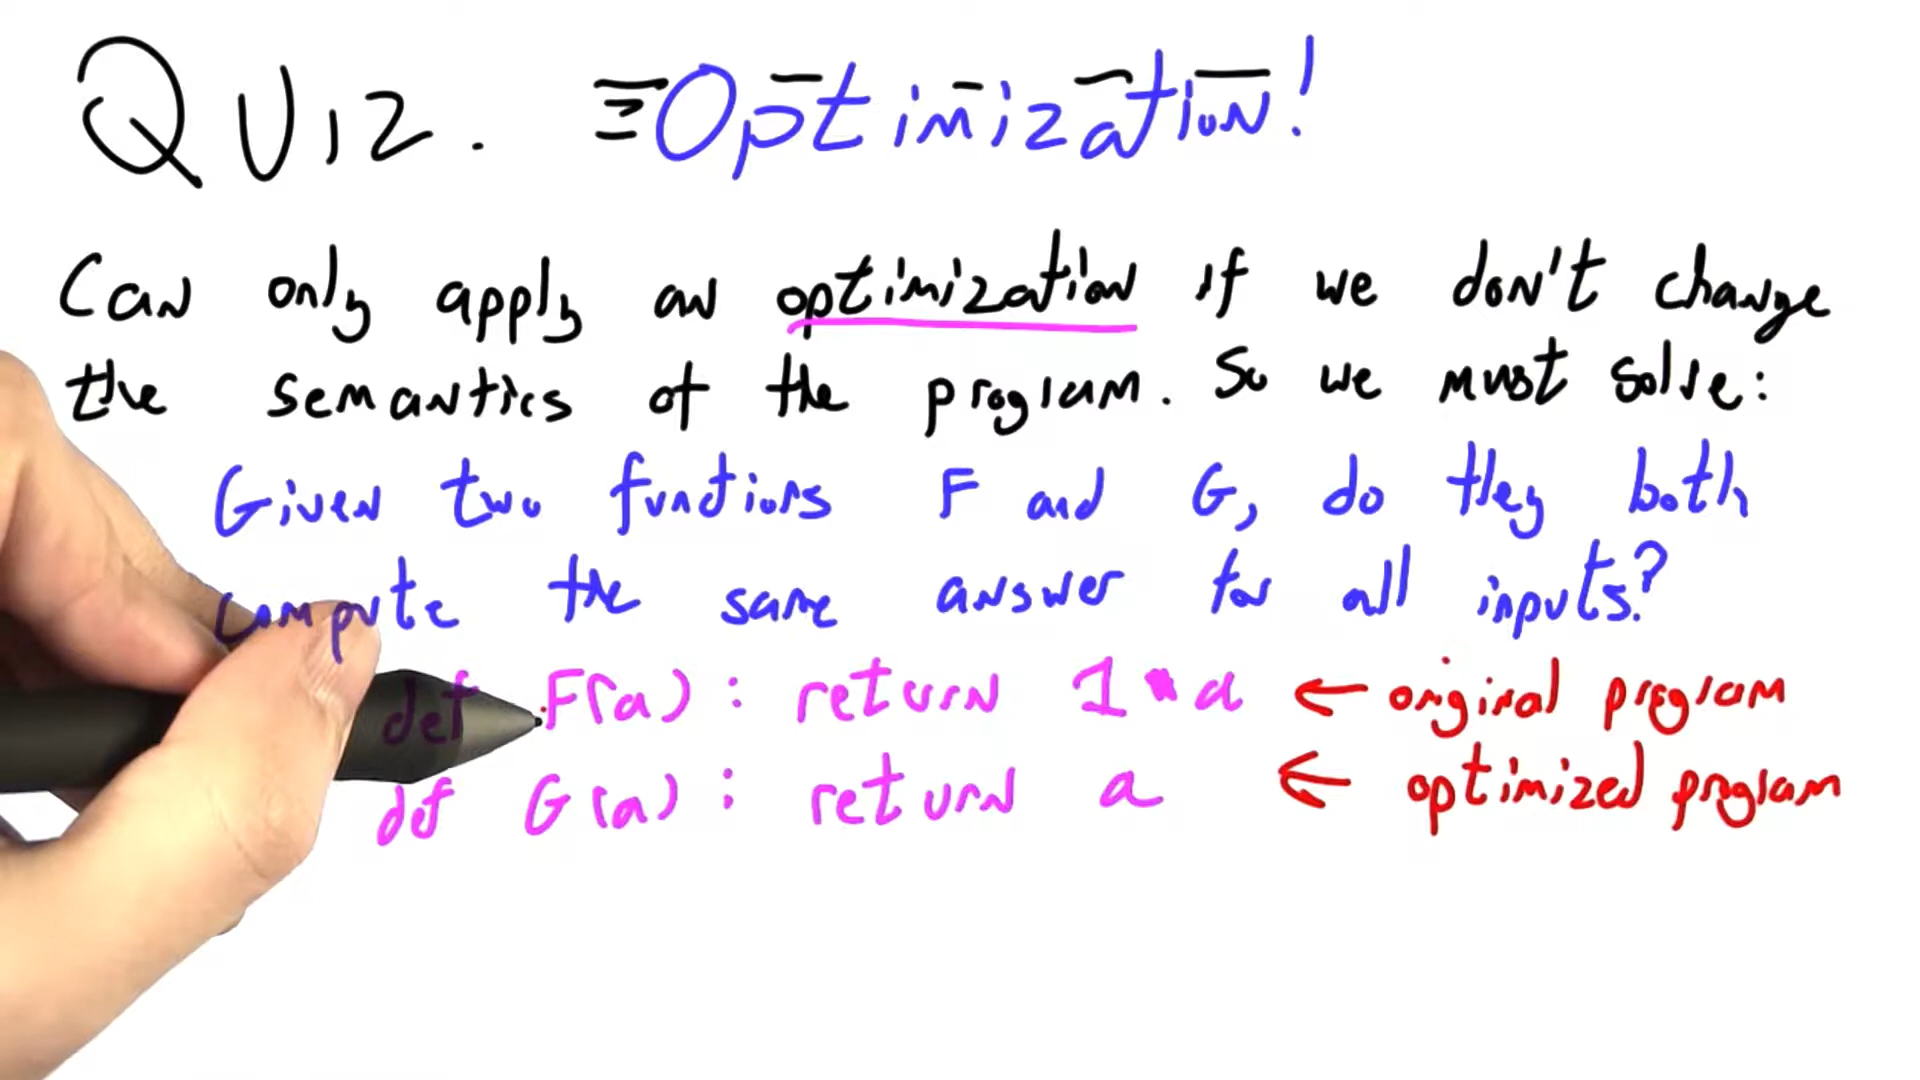 QUIZ. Optimization!
Can only apply an optimization if we don't change
the semantics of the program. So we must solve:
Given two functions F and G, do they both
compute the same answer for all inputs?
def F(a): return 1 * a ← original program
def G(a): return a ← optimized program